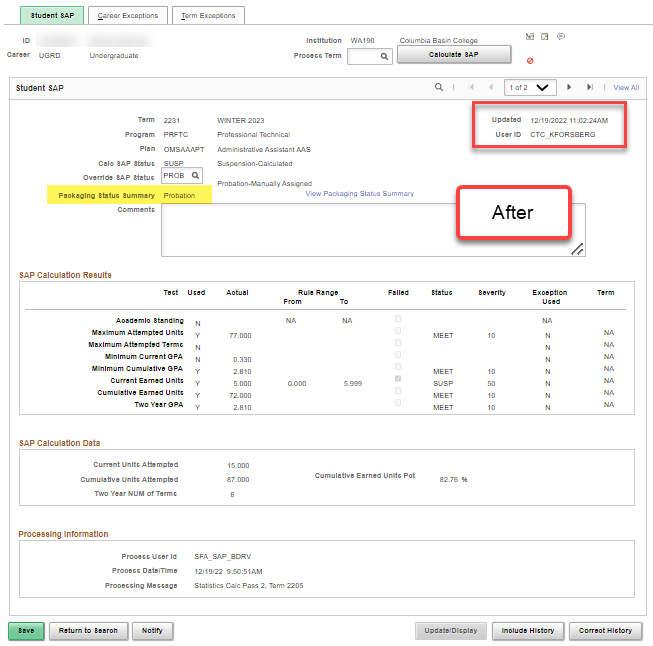 Student SAP
Career Exceptions
Term Exceptions
ID
Institution WA190 Columbia Basin College
Career UGRD Undergraduate
Process Term
Calculate SAP
Student SAP
1 of 2
View All
Term 2231 WINTER 2023
Updated 12/19/2022 11:02:24AM
Program PRFTC Professional Technical
User ID CTC_KFORSBERG
Plan OMSAAAPT Administrative Assistant AAS
Calc SAP Status SUSP Suspension-Calculated
Override SAP Status PROB Probation-Manually Assigned
Packaging Status Summary Probation
View Packaging Status Summary
Comments
After
SAP Calculation Results
Test Used Actual Rule Range From To Failed Status Severity Exception Used Term
Academic Standing N NA NA NA
Maximum Attempted Units Y 77.000 MEET 10 N NA
Maximum Attempted Terms N NA
Minimum Current GPA N 0.330 N NA
Minimum Cumulative GPA Y 2.810 MEET 10 N NA
Current Earned Units Y 5.000 0.000 5.999 SUSP 50 N NA
Cumulative Earned Units Y 72.000 MEET 10 N NA
Two Year GPA Y 2.810 MEET 10 N NA
SAP Calculation Data
Current Units Attempted 15.000
Cumulative Units Attempted 87.000
Cumulative Earned Units Pct 82.76 %
Two Year NUM of Terms 6
Processing Information
Process User Id SFA_SAP_BDRV
Process Date/Time 12/19/22 9:50:51AM
Processing Message Statistics Calc Pass 2, Term 2205
Save
Return to Search
Notify
Update/Display
Include History
Correct History